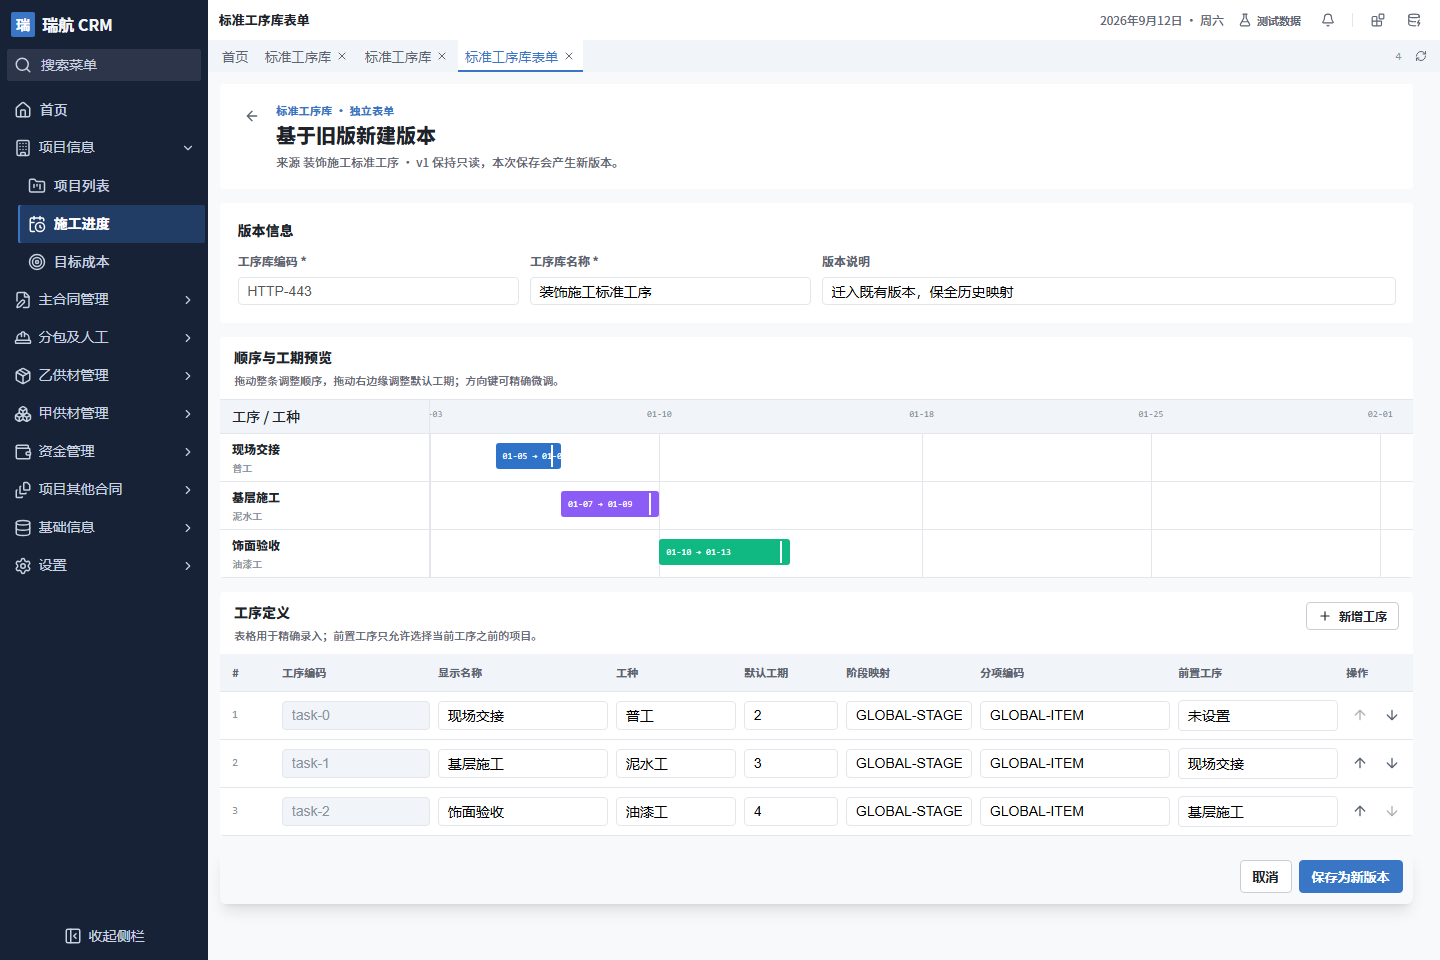 瑞 瑞航 CRM
搜索菜单
首页
项目信息
项目列表
施工进度
目标成本
主合同管理
分包及人工
乙供材管理
甲供材管理
资金管理
项目其他合同
基础信息
设置
收起侧栏
标准工序库表单
2026年9月12日 • 周六 测试数据
首页 标准工序库 标准工序库 标准工序库表单 4
标准工序库 • 独立表单
基于旧版新建版本
来源 装饰施工标准工序 • v1 保持只读，本次保存会产生新版本。
版本信息
工序库编码 * 工序库名称 * 版本说明
HTTP-443 装饰施工标准工序 迁入既有版本，保全历史映射
顺序与工期预览
拖动整条调整顺序，拖动右边缘调整默认工期；方向键可精确微调。
工序 / 工种 -03 01-10 01-18 01-25 02-01
现场交接
普工
01-05 → 01-0
基层施工
泥水工
01-07 → 01-09
饰面验收
油漆工
01-10 → 01-13
工序定义
表格用于精确录入；前置工序只允许选择当前工序之前的项目。
新增工序
# 工序编码 显示名称 工种 默认工期 阶段映射 分项编码 前置工序 操作
1 task-0 现场交接 普工 2 GLOBAL-STAGE GLOBAL-ITEM 未设置
2 task-1 基层施工 泥水工 3 GLOBAL-STAGE GLOBAL-ITEM 现场交接
3 task-2 饰面验收 油漆工 4 GLOBAL-STAGE GLOBAL-ITEM 基层施工
取消 保存为新版本